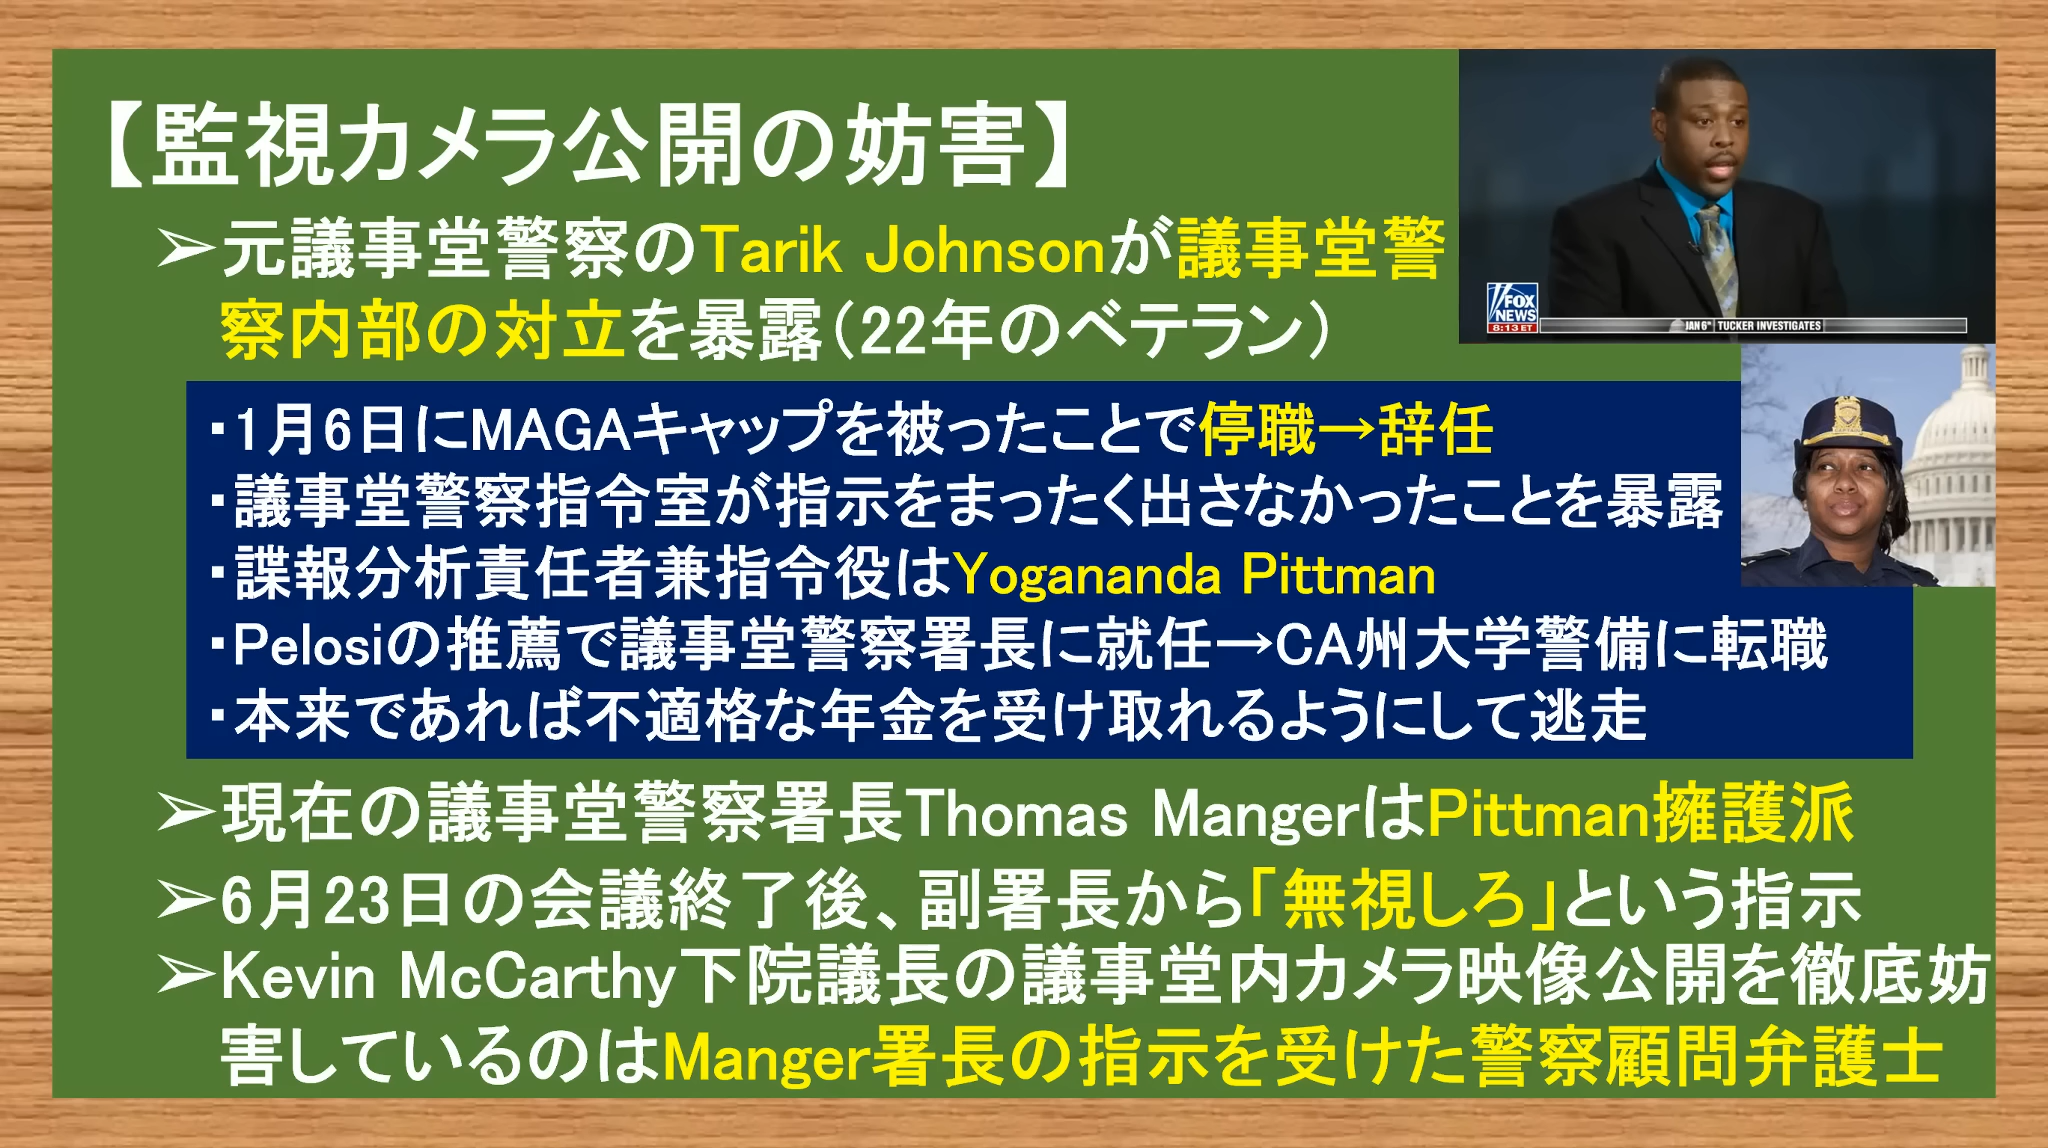 【監視カメラ公開の妨害】
➢元議事堂警察のTarik Johnsonが議事堂警
察内部の対立を暴露（22年のベテラン）
FOX
NEWS
8:13 ET
JAN 6TH TUCKER INVESTIGATES
・1月6日にMAGAキャップを被ったことで停職→辞任
・議事堂警察指令室が指示をまったく出さなかったことを暴露
・諜報分析責任者兼指令役はYogananda Pittman
・Pelosiの推薦で議事堂警察署長に就任→CA州大学警備に転職
・本来であれば不適格な年金を受け取れるようにして逃走
➢現在の議事堂警察署長Thomas MangerはPittman擁護派
➢6月23日の会議終了後、副署長から「無視しろ」という指示
➢Kevin McCarthy下院議長の議事堂内カメラ映像公開を徹底妨
害しているのはManger署長の指示を受けた警察顧問弁護士